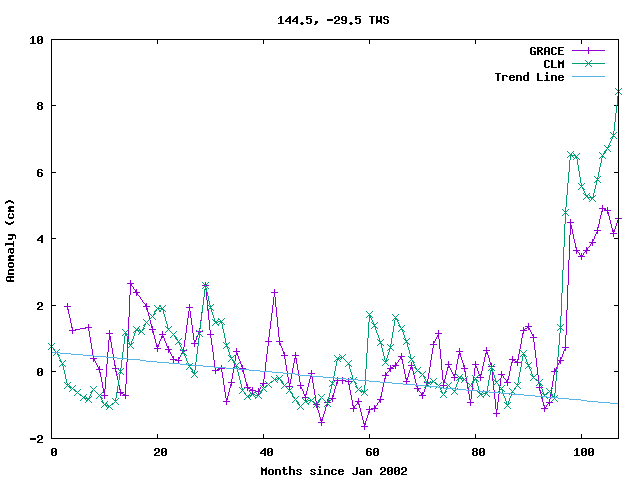 144.5, -29.5 TWS
GRACE
CLM
Trend Line
Anomaly (cm)
10
8
6
4
2
0
-2
0 20 40 60 80 100
Months since Jan 2002